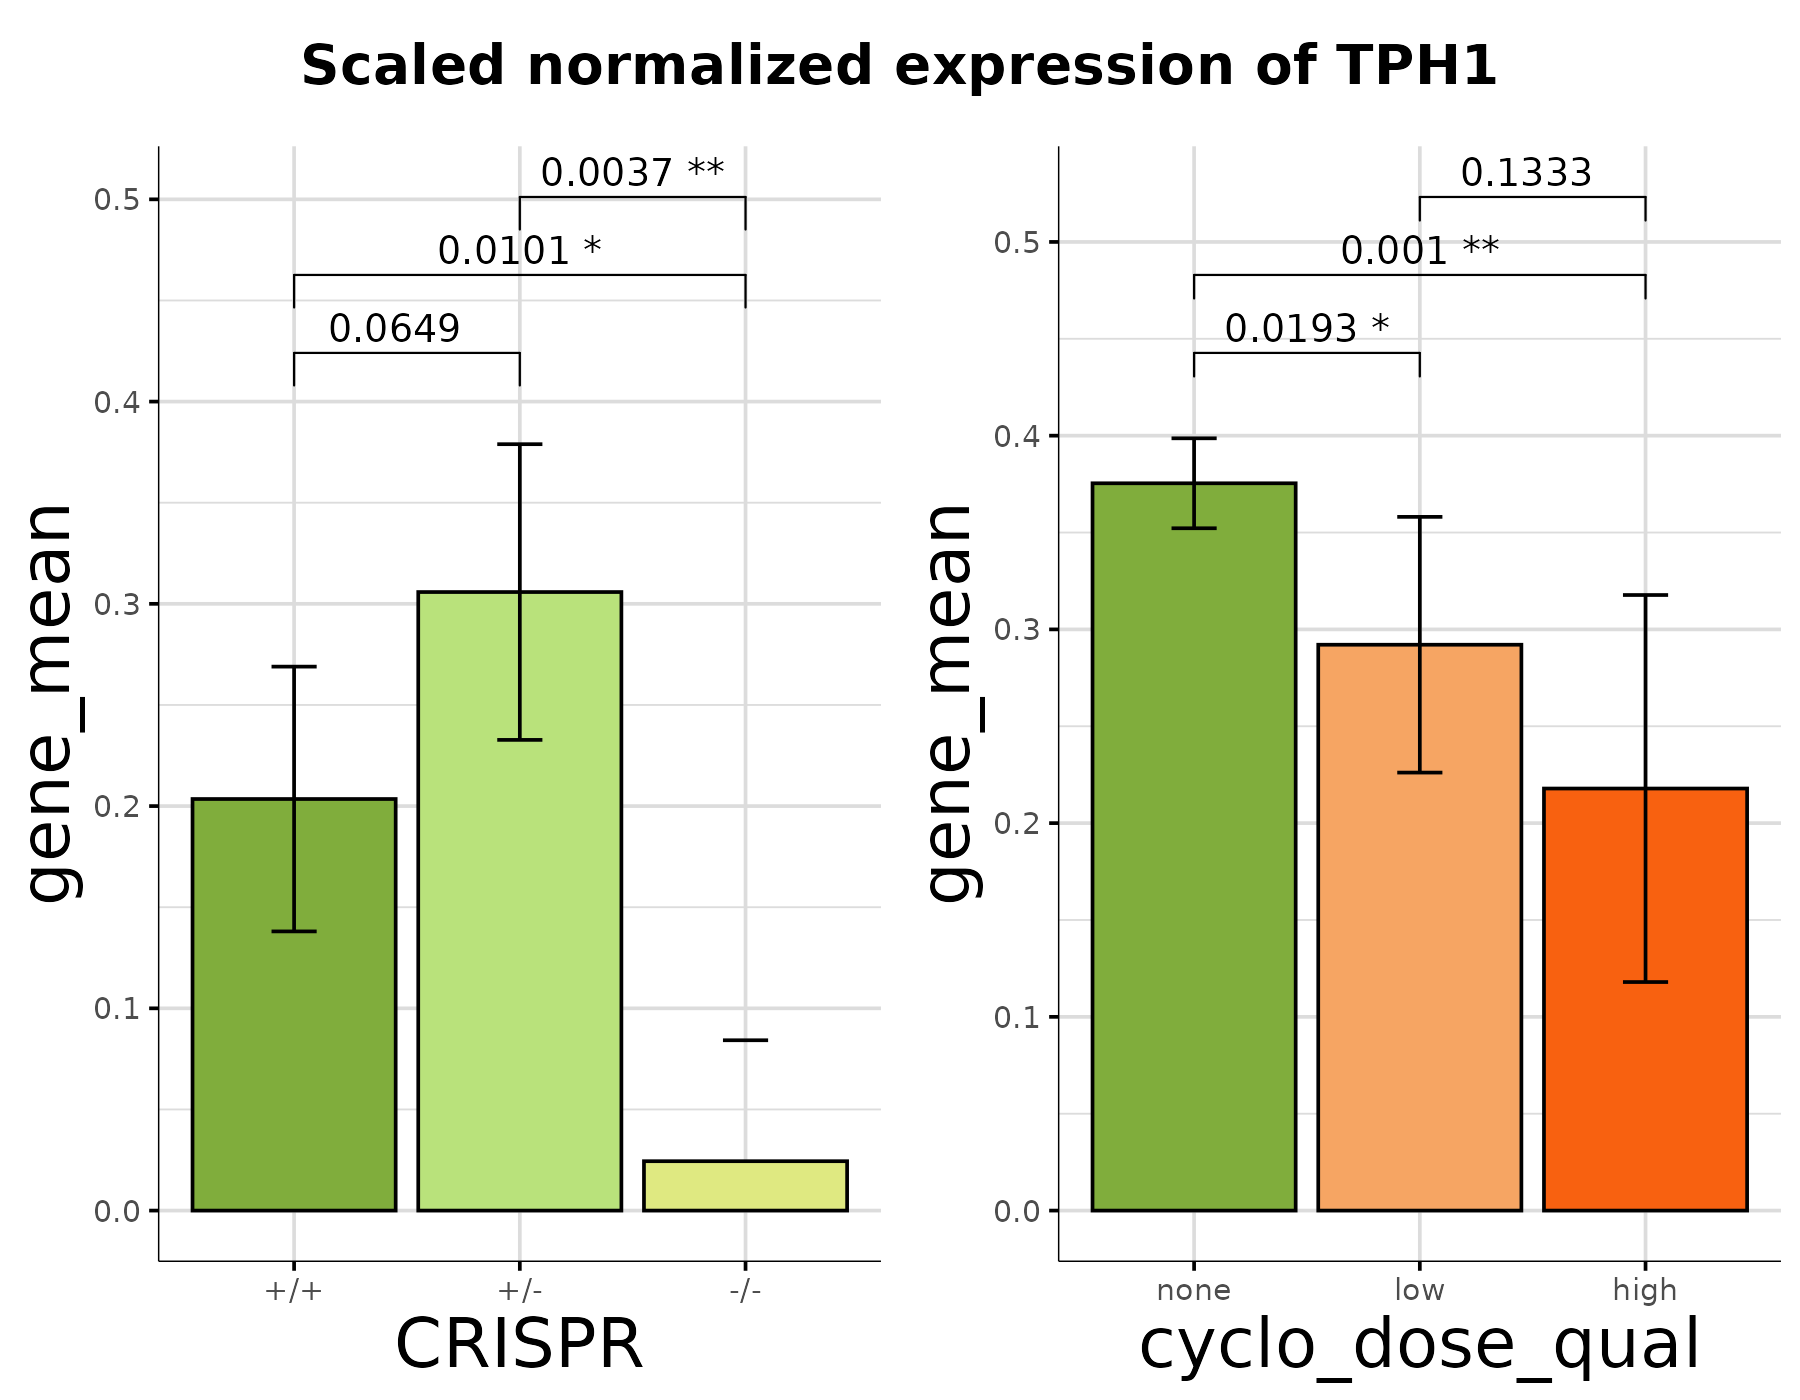 Scaled normalized expression of TPH1
gene_mean
0.5
0.4
0.3
0.2
0.1
0.0
0.0037 **
0.0101 *
0.0649
+/+
+/-
-/-
CRISPR
gene_mean
0.5
0.4
0.3
0.2
0.1
0.0
0.1333
0.001 **
0.0193 *
none
low
high
cyclo_dose_qual